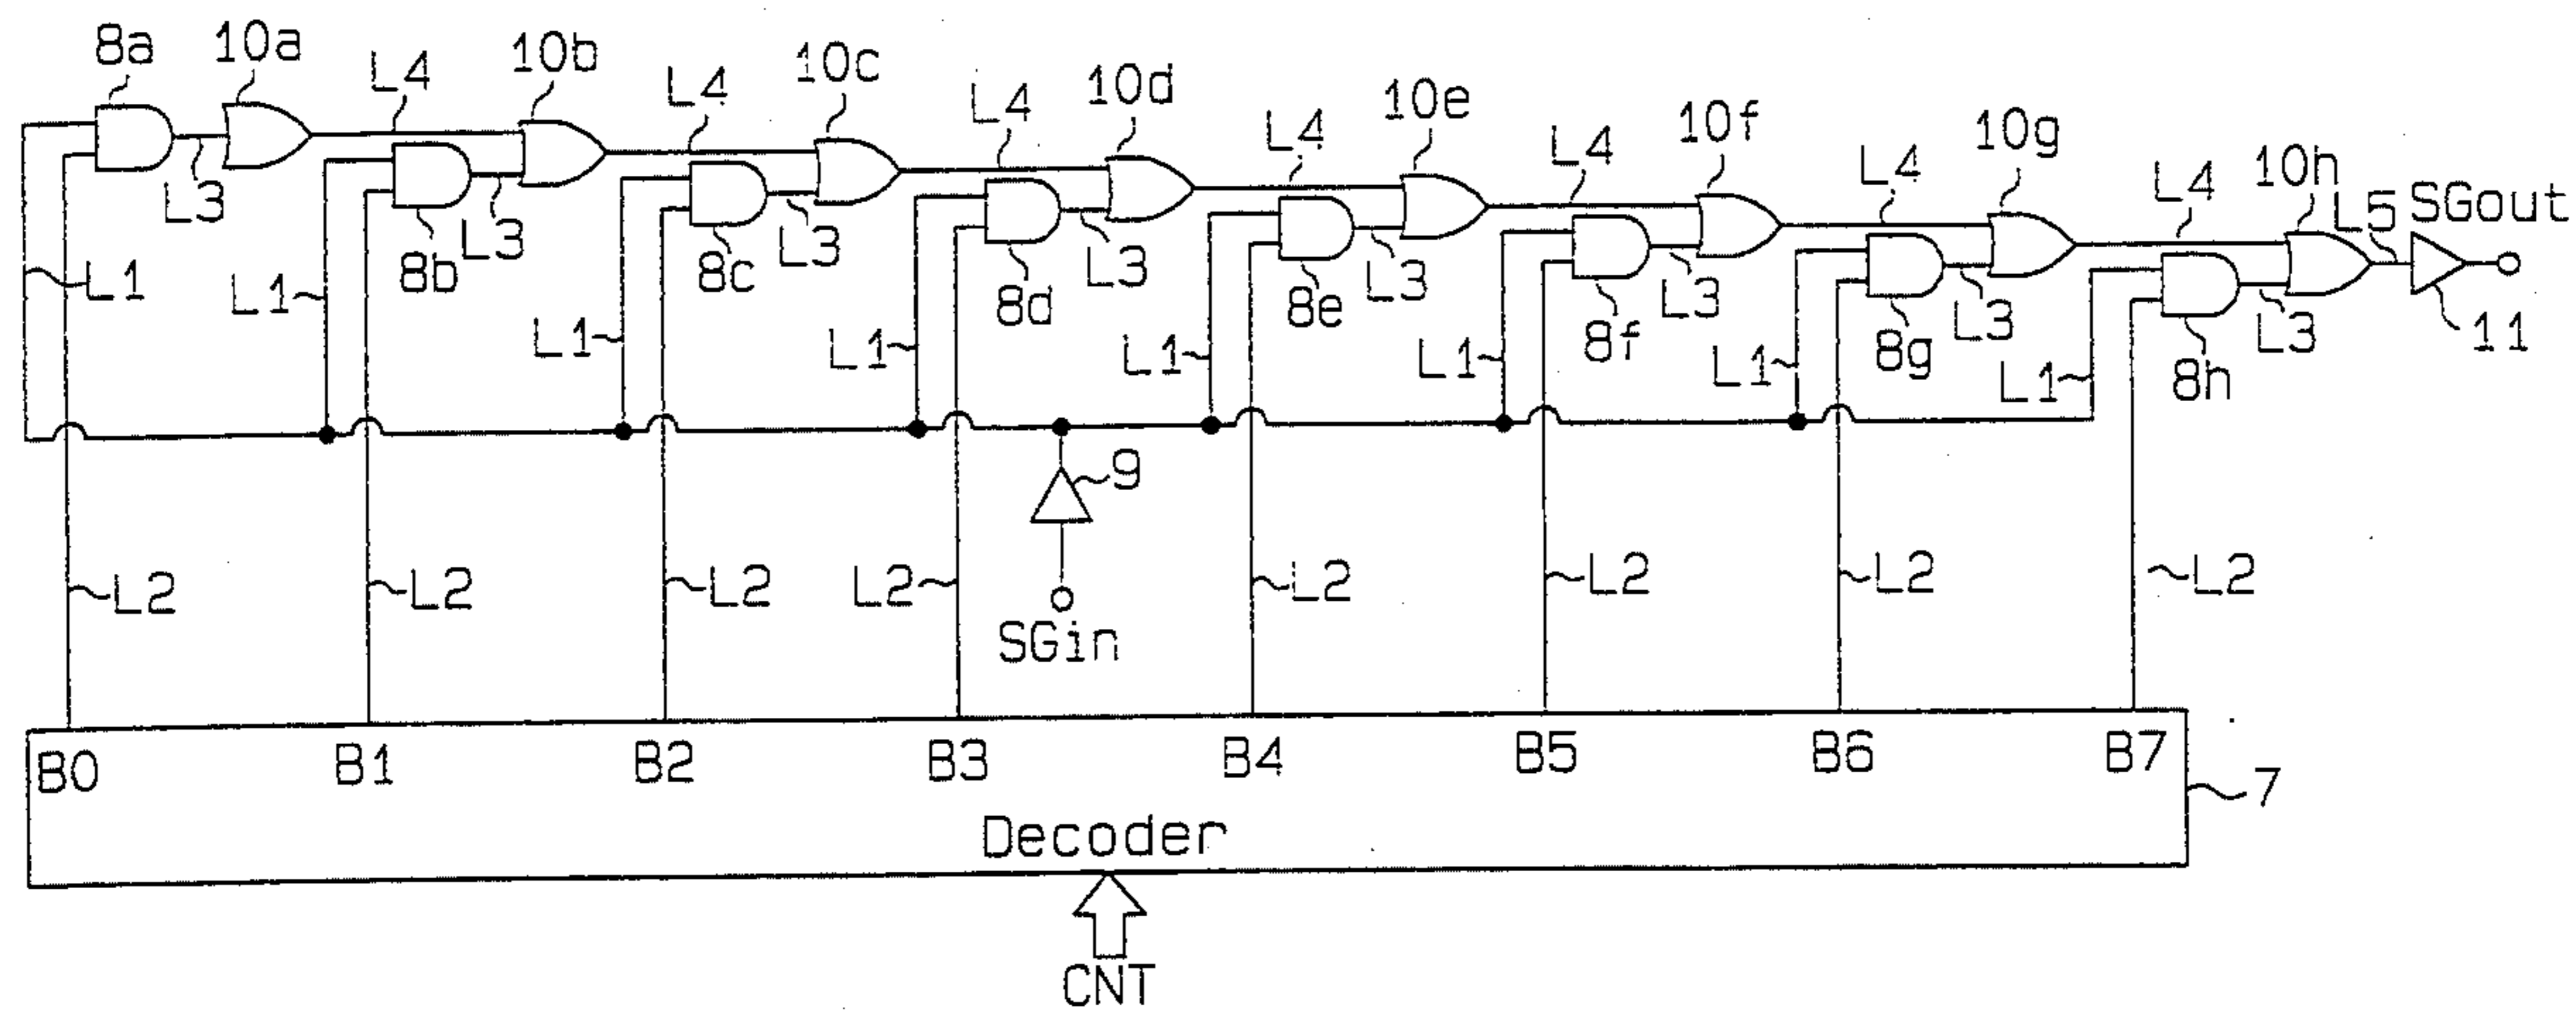 8a 10a L4 10b L4 10c L4 10d L4 10e L4 10f L4 10g L4 10h L5 SGout
L3 L3 L3 L3 L3 L3 L3 L3
8b 8c 8d 8e 8f 8g 8h 11
L1 L1 L1 L1 L1 L1 L1 L1
9
L2 L2 L2 L2 L2 L2 L2 L2
SGin
B0 B1 B2 B3 B4 B5 B6 B7
7
Decoder
CNT